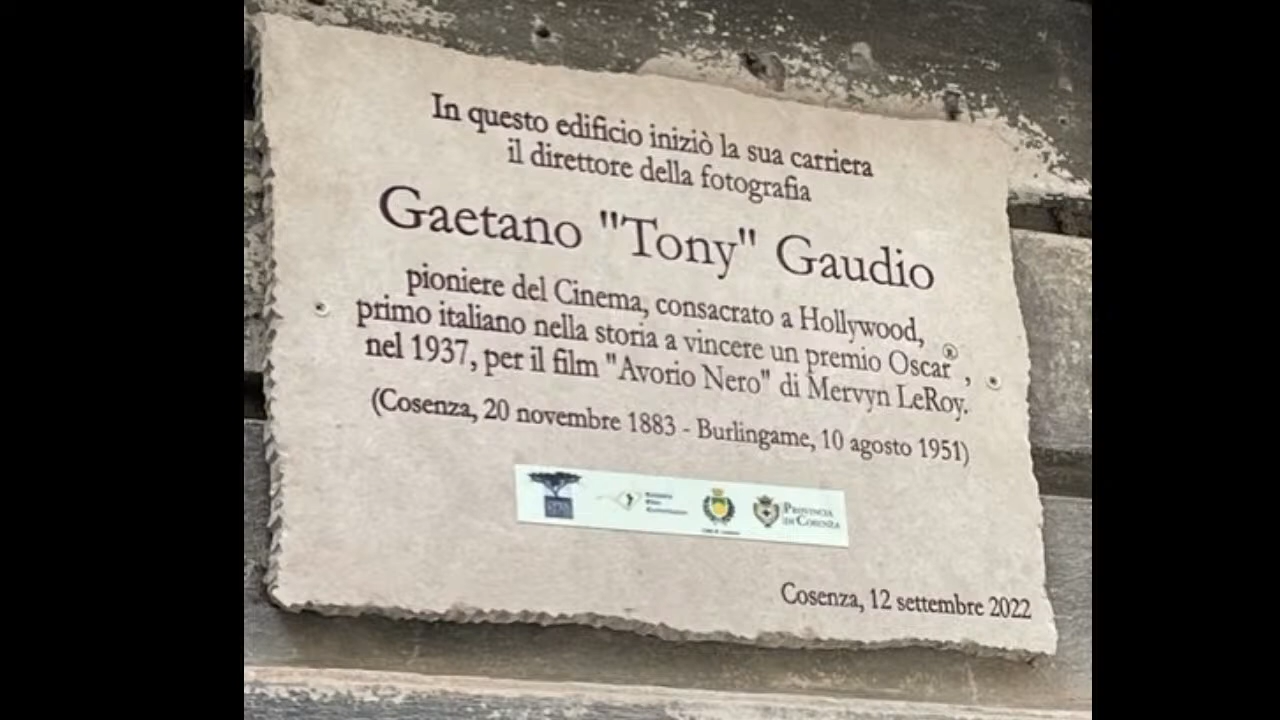 In questo edificio iniziò la sua carriera
il direttore della fotografia
Gaetano "Tony" Gaudio
pioniere del Cinema, consacrato a Hollywood,
primo italiano nella storia a vincere un premio Oscar®,
nel 1937, per il film "Avorio Nero" di Mervyn LeRoy.
(Cosenza, 20 novembre 1883 - Burlingame, 10 agosto 1951)
PROVINCIA
DI COSENZA
Cosenza, 12 settembre 2022